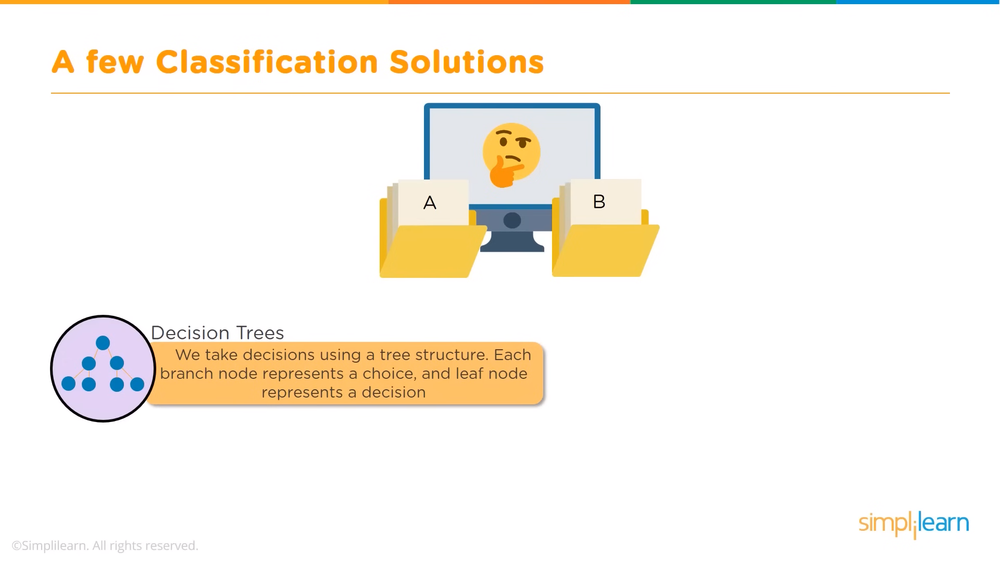 A few Classification Solutions
A
B
Decision Trees
We take decisions using a tree structure. Each
branch node represents a choice, and leaf node
represents a decision
simplilearn
©Simplilearn. All rights reserved.